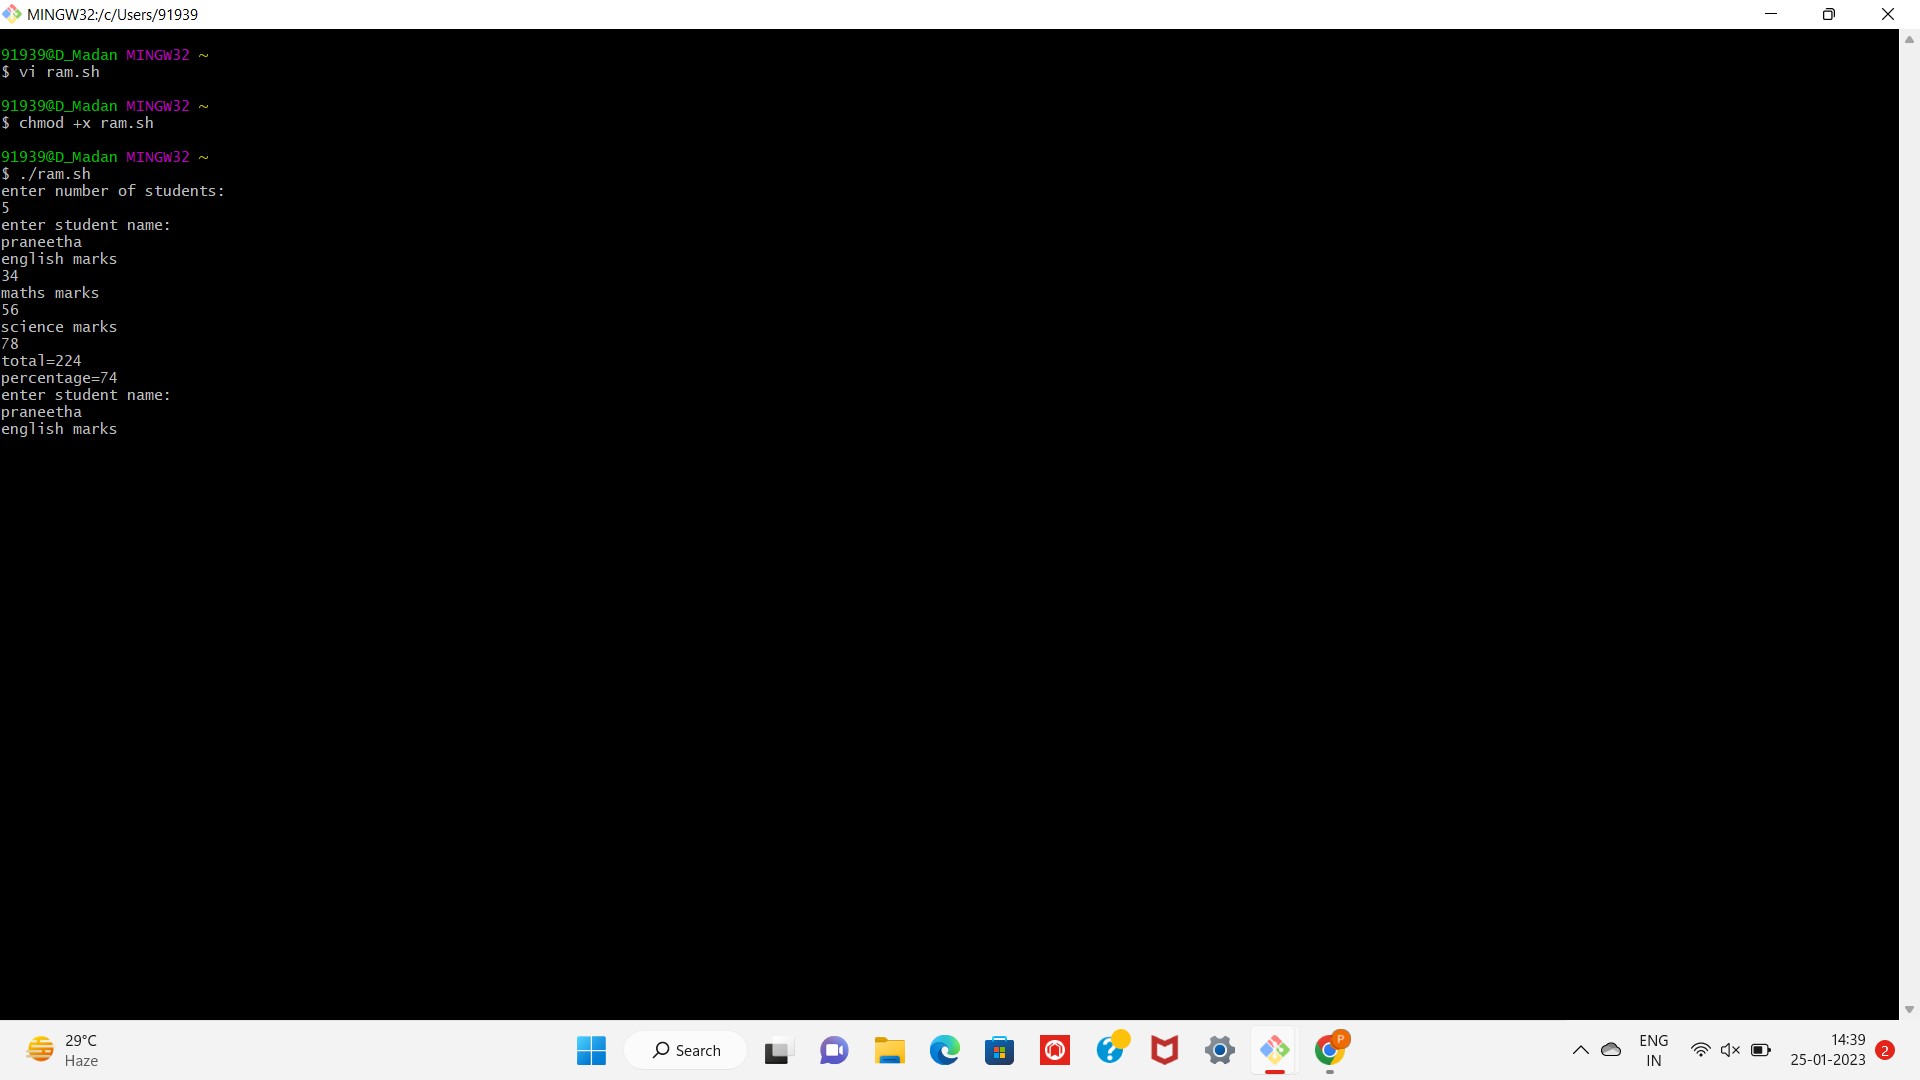 MINGW32:/c/Users/91939
91939@D_Madan MINGW32 ~
$ vi ram.sh
91939@D_Madan MINGW32 ~
$ chmod +x ram.sh
91939@D_Madan MINGW32 ~
$ ./ram.sh
enter number of students:
5
enter student name:
praneetha
english marks
34
maths marks
56
science marks
78
total=224
percentage=74
enter student name:
praneetha
english marks
29°C
Haze
Search
P
ENG
IN
14:39
25-01-2023
2